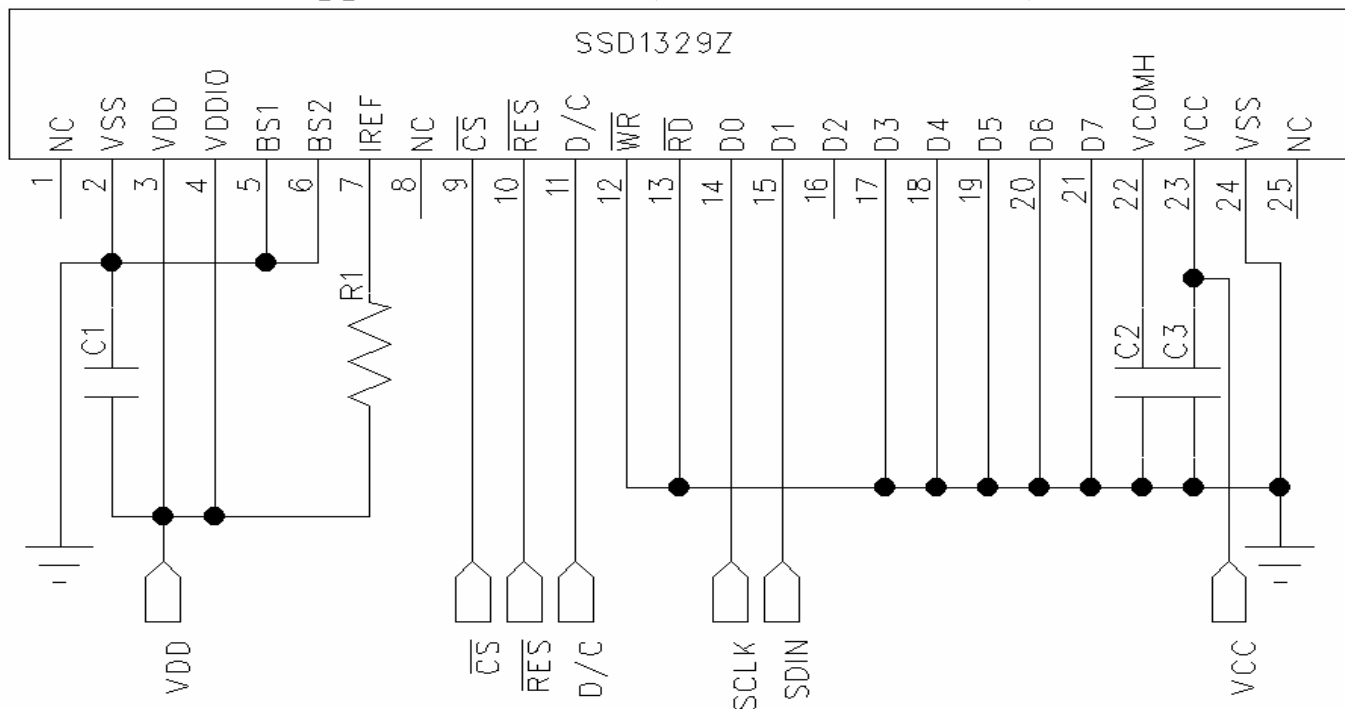 SSD1329Z
NC
VSS
VDD
VDDIO
BS1
BS2
IREF
NC
CS
RES
D/C
WR
RD
D0
D1
D2
D3
D4
D5
D6
D7
VCOMH
VCC
VSS
NC
1
2
3
4
5
6
7
8
9
10
11
12
13
14
15
16
17
18
19
20
21
22
23
24
25
R1
C1
C2
C3
VDD
CS
RES
D/C
SCLK
SDIN
VCC